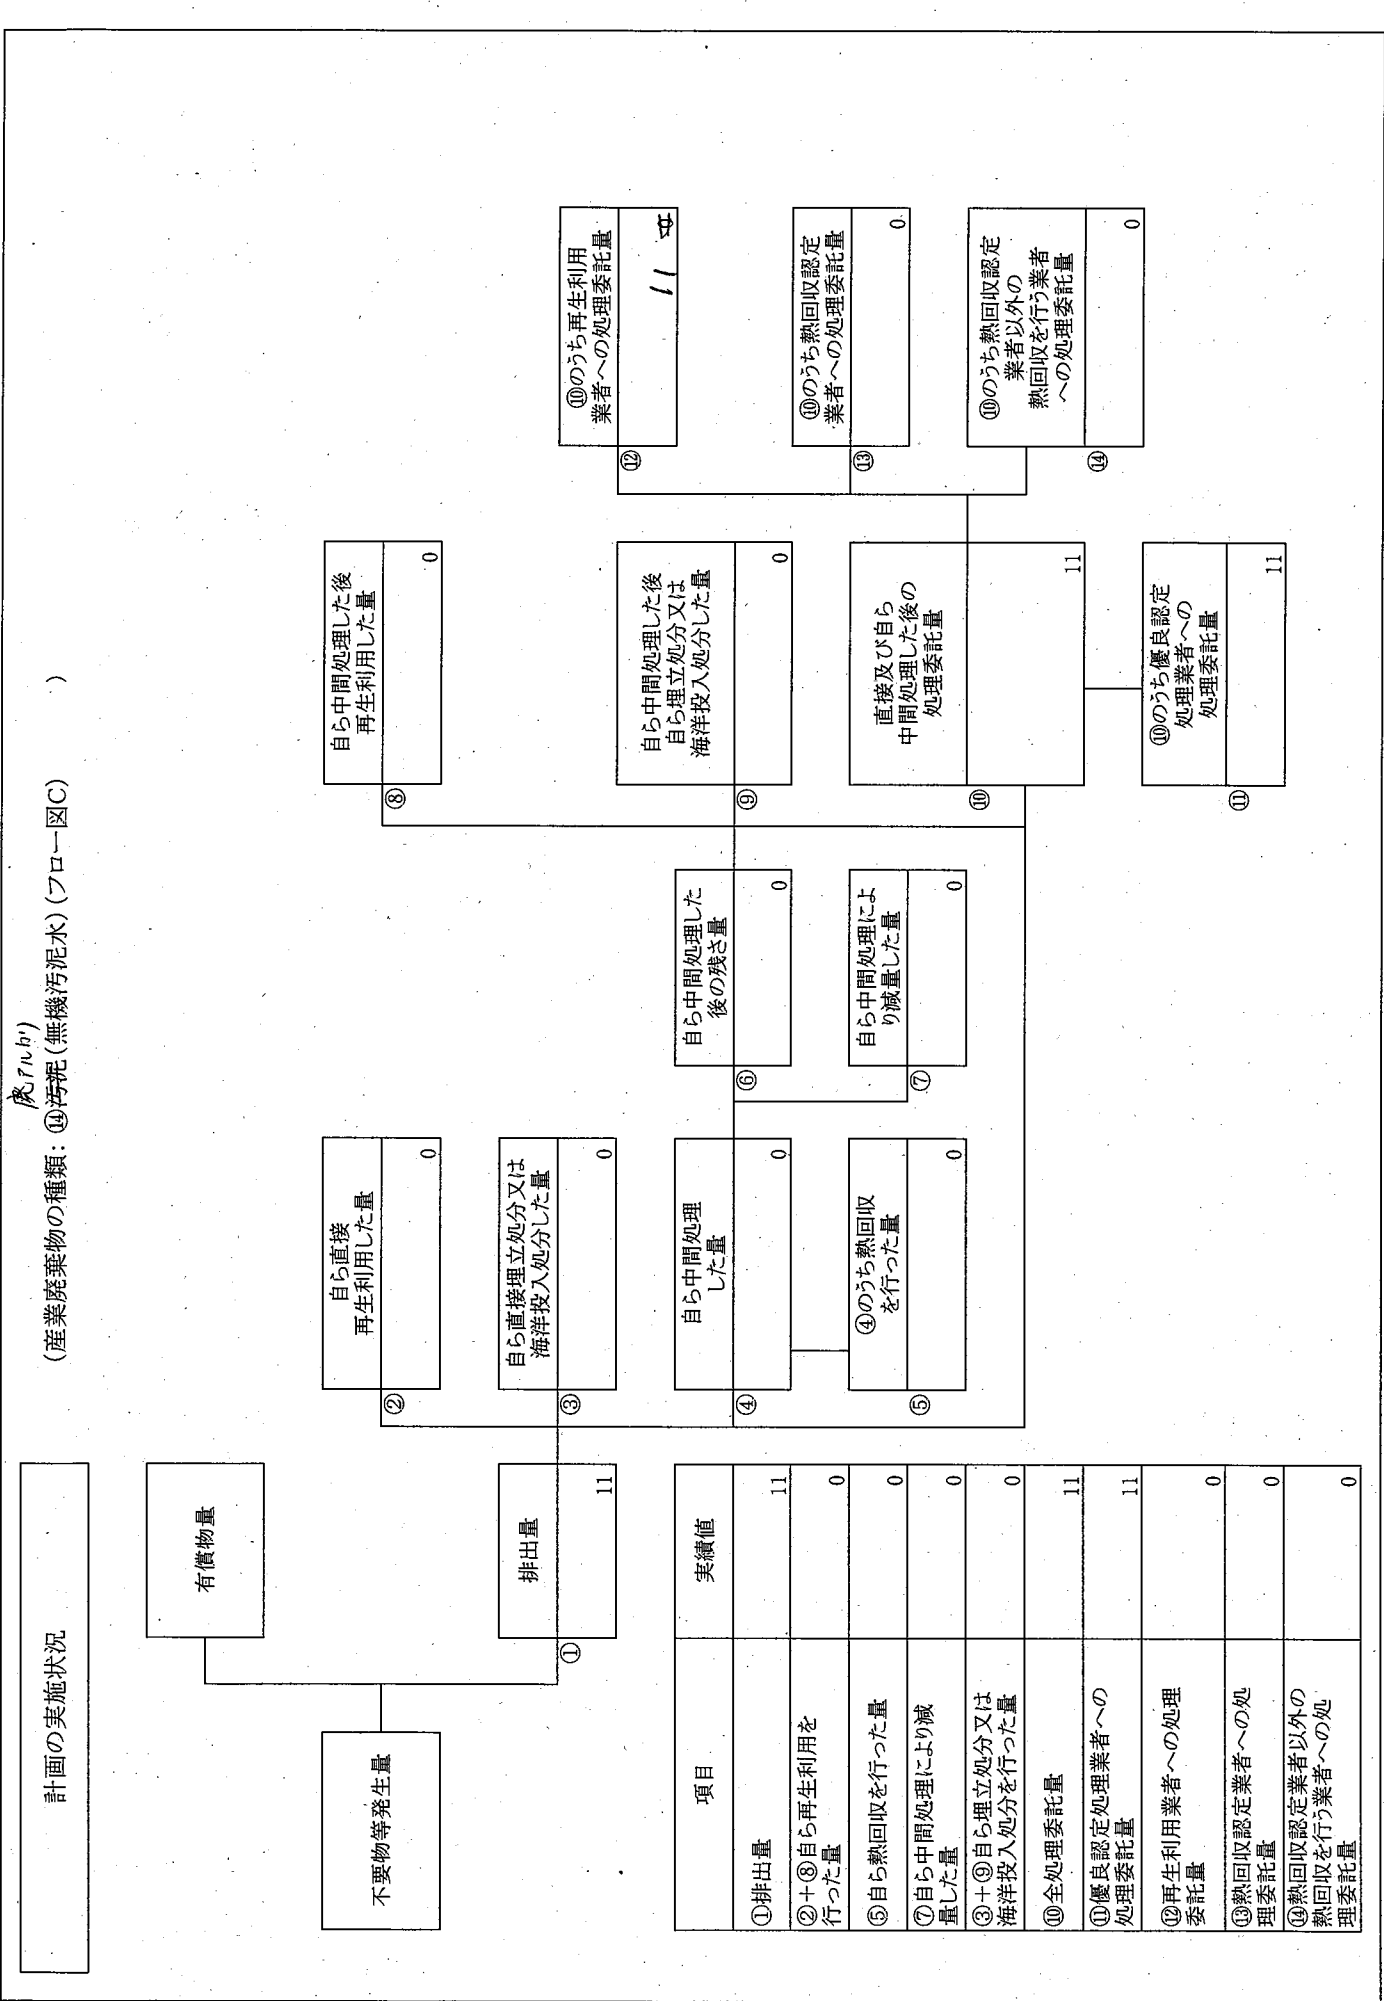 計画の実施状況
廃アルカリ
(産業廃棄物の種類:⑭汚泥(無機汚泥水)(フロー図C) )
不要物等発生量
有償物量
①
排出量
11
②
自ら直接
再生利用した量
0
③
自ら直接埋立処分又は
海洋投入処分した量
0
④
自ら中間処理
した量
0
⑤
④のうち熱回収
を行った量
0
⑥
自ら中間処理した
後の残さ量
0
⑦
自ら中間処理によ
り減量した量
0
⑧
自ら中間処理した後
再生利用した量
0
⑨
自ら中間処理した後
自ら埋立処分又は
海洋投入処分した量
0
⑩
直接及び自ら
中間処理した後の
処理委託量
11
⑪
⑩のうち優良認定
処理業者への
処理委託量
11
⑫
⑩のうち再生利用
業者への処理委託量
11
⑬
⑩のうち熱回収認定
業者への処理委託量
0
⑭
⑩のうち熱回収認定
業者以外の
熱回収を行う業者
への処理委託量
0
項目 実績値
①排出量 11
②+⑧自ら再生利用を
行った量 0
⑤自ら熱回収を行った量 0
⑦自ら中間処理により減
量した量 0
③+⑨自ら埋立処分又は
海洋投入処分を行った量 0
⑩全処理委託量 11
⑪優良認定処理業者への
処理委託量 11
⑫再生利用業者への処理
委託量 0
⑬熱回収認定業者への処
理委託量 0
⑭熱回収認定業者以外の
熱回収を行う業者への処
理委託量 0